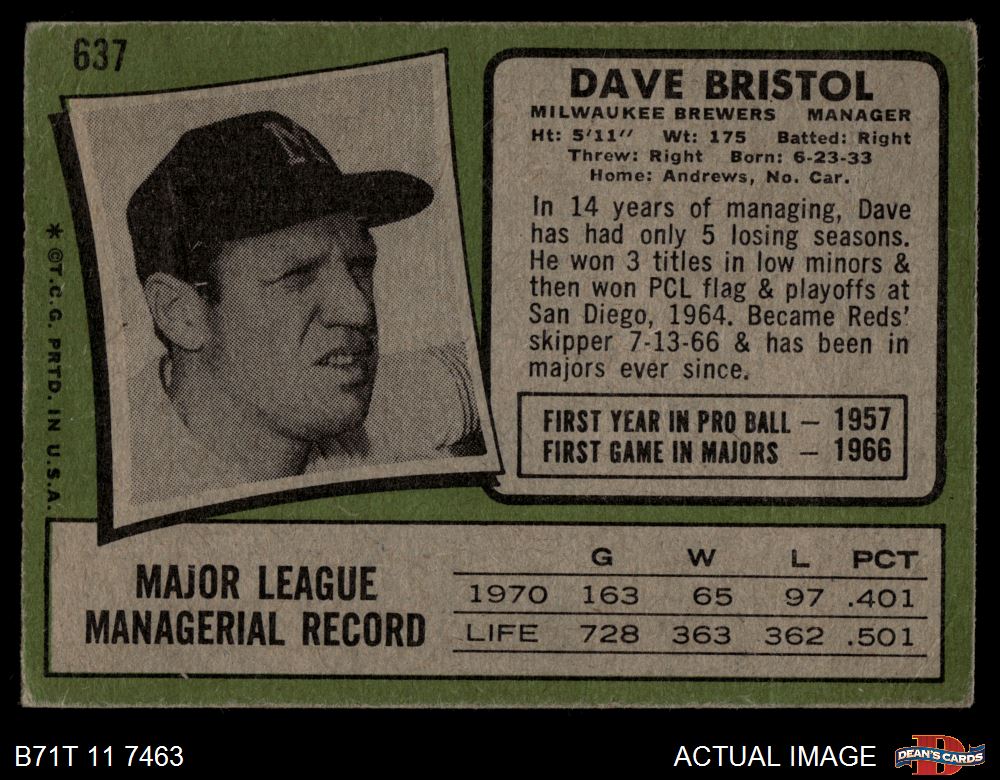 637
DAVE BRISTOL
MILWAUKEE BREWERS MANAGER
Ht: 5'11" Wt: 175 Batted: Right
Threw: Right Born: 6-23-33
Home: Andrews, No. Car.
In 14 years of managing, Dave
has had only 5 losing seasons.
He won 3 titles in low minors &
then won PCL flag & playoffs at
San Diego, 1964. Became Reds'
skipper 7-13-66 & has been in
majors ever since.
FIRST YEAR IN PRO BALL — 1957
FIRST GAME IN MAJORS — 1966
M
* ©T.C.G. PRTD. IN U.S.A.
MAJOR LEAGUE
MANAGERIAL RECORD
G W L PCT
1970 163 65 97 .401
LIFE 728 363 362 .501
B71T 11 7463
ACTUAL IMAGE
D
DEAN'S CARDS